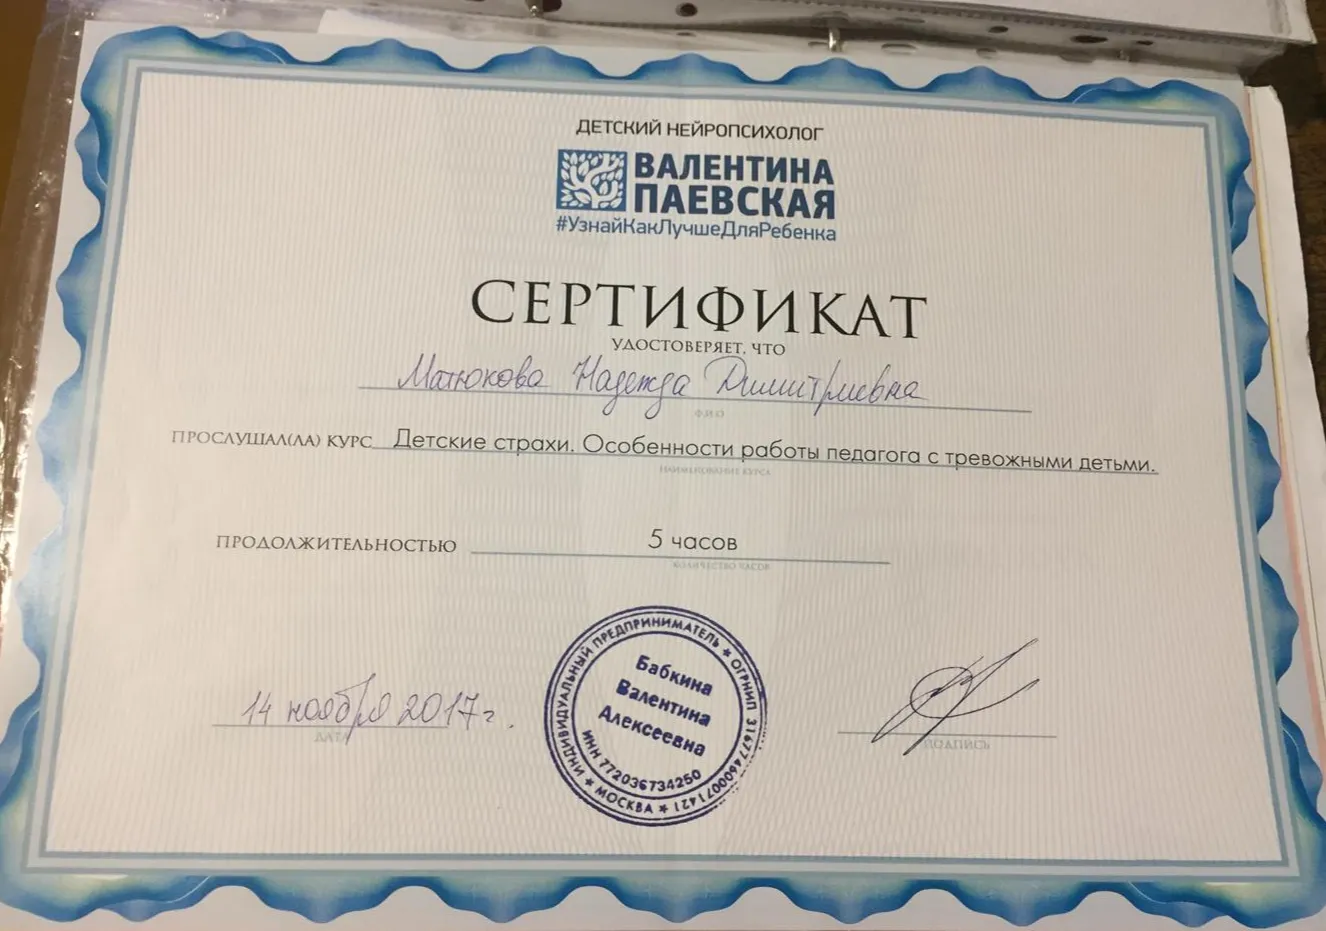 ДЕТСКИЙ НЕЙРОПСИХОЛОГ
ВАЛЕНТИНА
ПАЕВСКАЯ
#УзнайКакЛучшеДляРебенка
СЕРТИФИКАТ
УДОСТОВЕРЯЕТ, ЧТО
Матюкова Надежда Димитриевна
Ф.И.О
ПРОСЛУШАЛ(ЛА) КУРС Детские страхи. Особенности работы педагога с тревожными детьми.
НАИМЕНОВАНИЕ КУРСА
ПРОДОЛЖИТЕЛЬНОСТЬЮ 5 часов
КОЛИЧЕСТВО ЧАСОВ
14 ноября 2017г.
ДАТА
ПОДПИСЬ
ИНДИВИДУАЛЬНЫЙ ПРЕДПРИНИМАТЕЛЬ ★ ОГРНИП 316774600071421 ★ МОСКВА ★
Бабкина
Валентина
Алексеевна
ИНН 772036734250